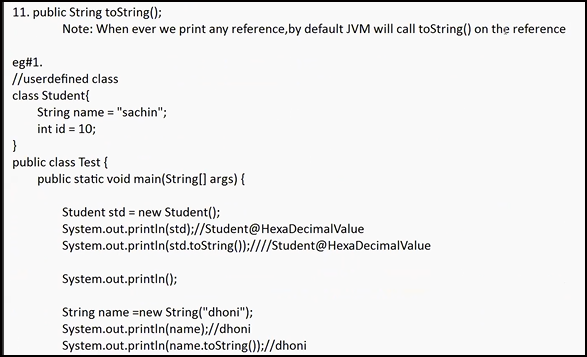 11. public String toString();
Note: When ever we print any reference,by default JVM will call toString() on the reference
eg#1.
//userdefined class
class Student{
String name = "sachin";
int id = 10;
}
public class Test {
public static void main(String[] args) {
Student std = new Student();
System.out.println(std);//Student@HexaDecimalValue
System.out.println(std.toString());////Student@HexaDecimalValue
System.out.println();
String name =new String("dhoni");
System.out.println(name);//dhoni
System.out.println(name.toString());//dhoni